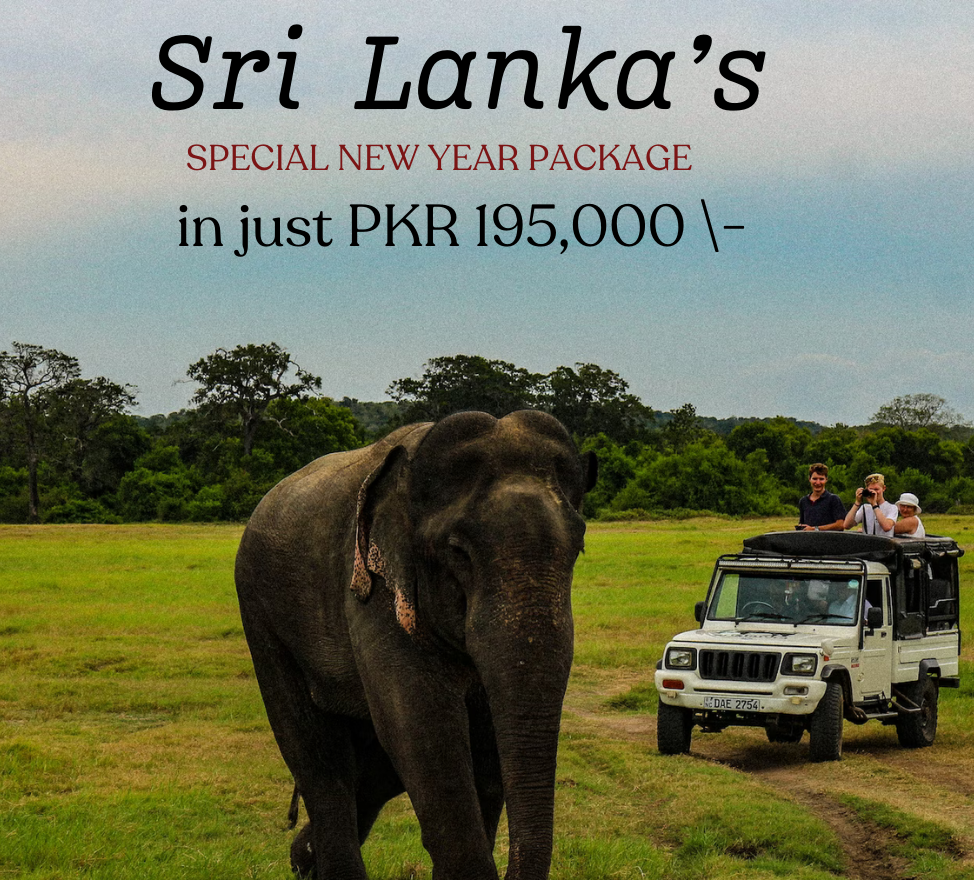 Sri Lanka’s
SPECIAL NEW YEAR PACKAGE
in just PKR 195,000 \-
DAE 2754